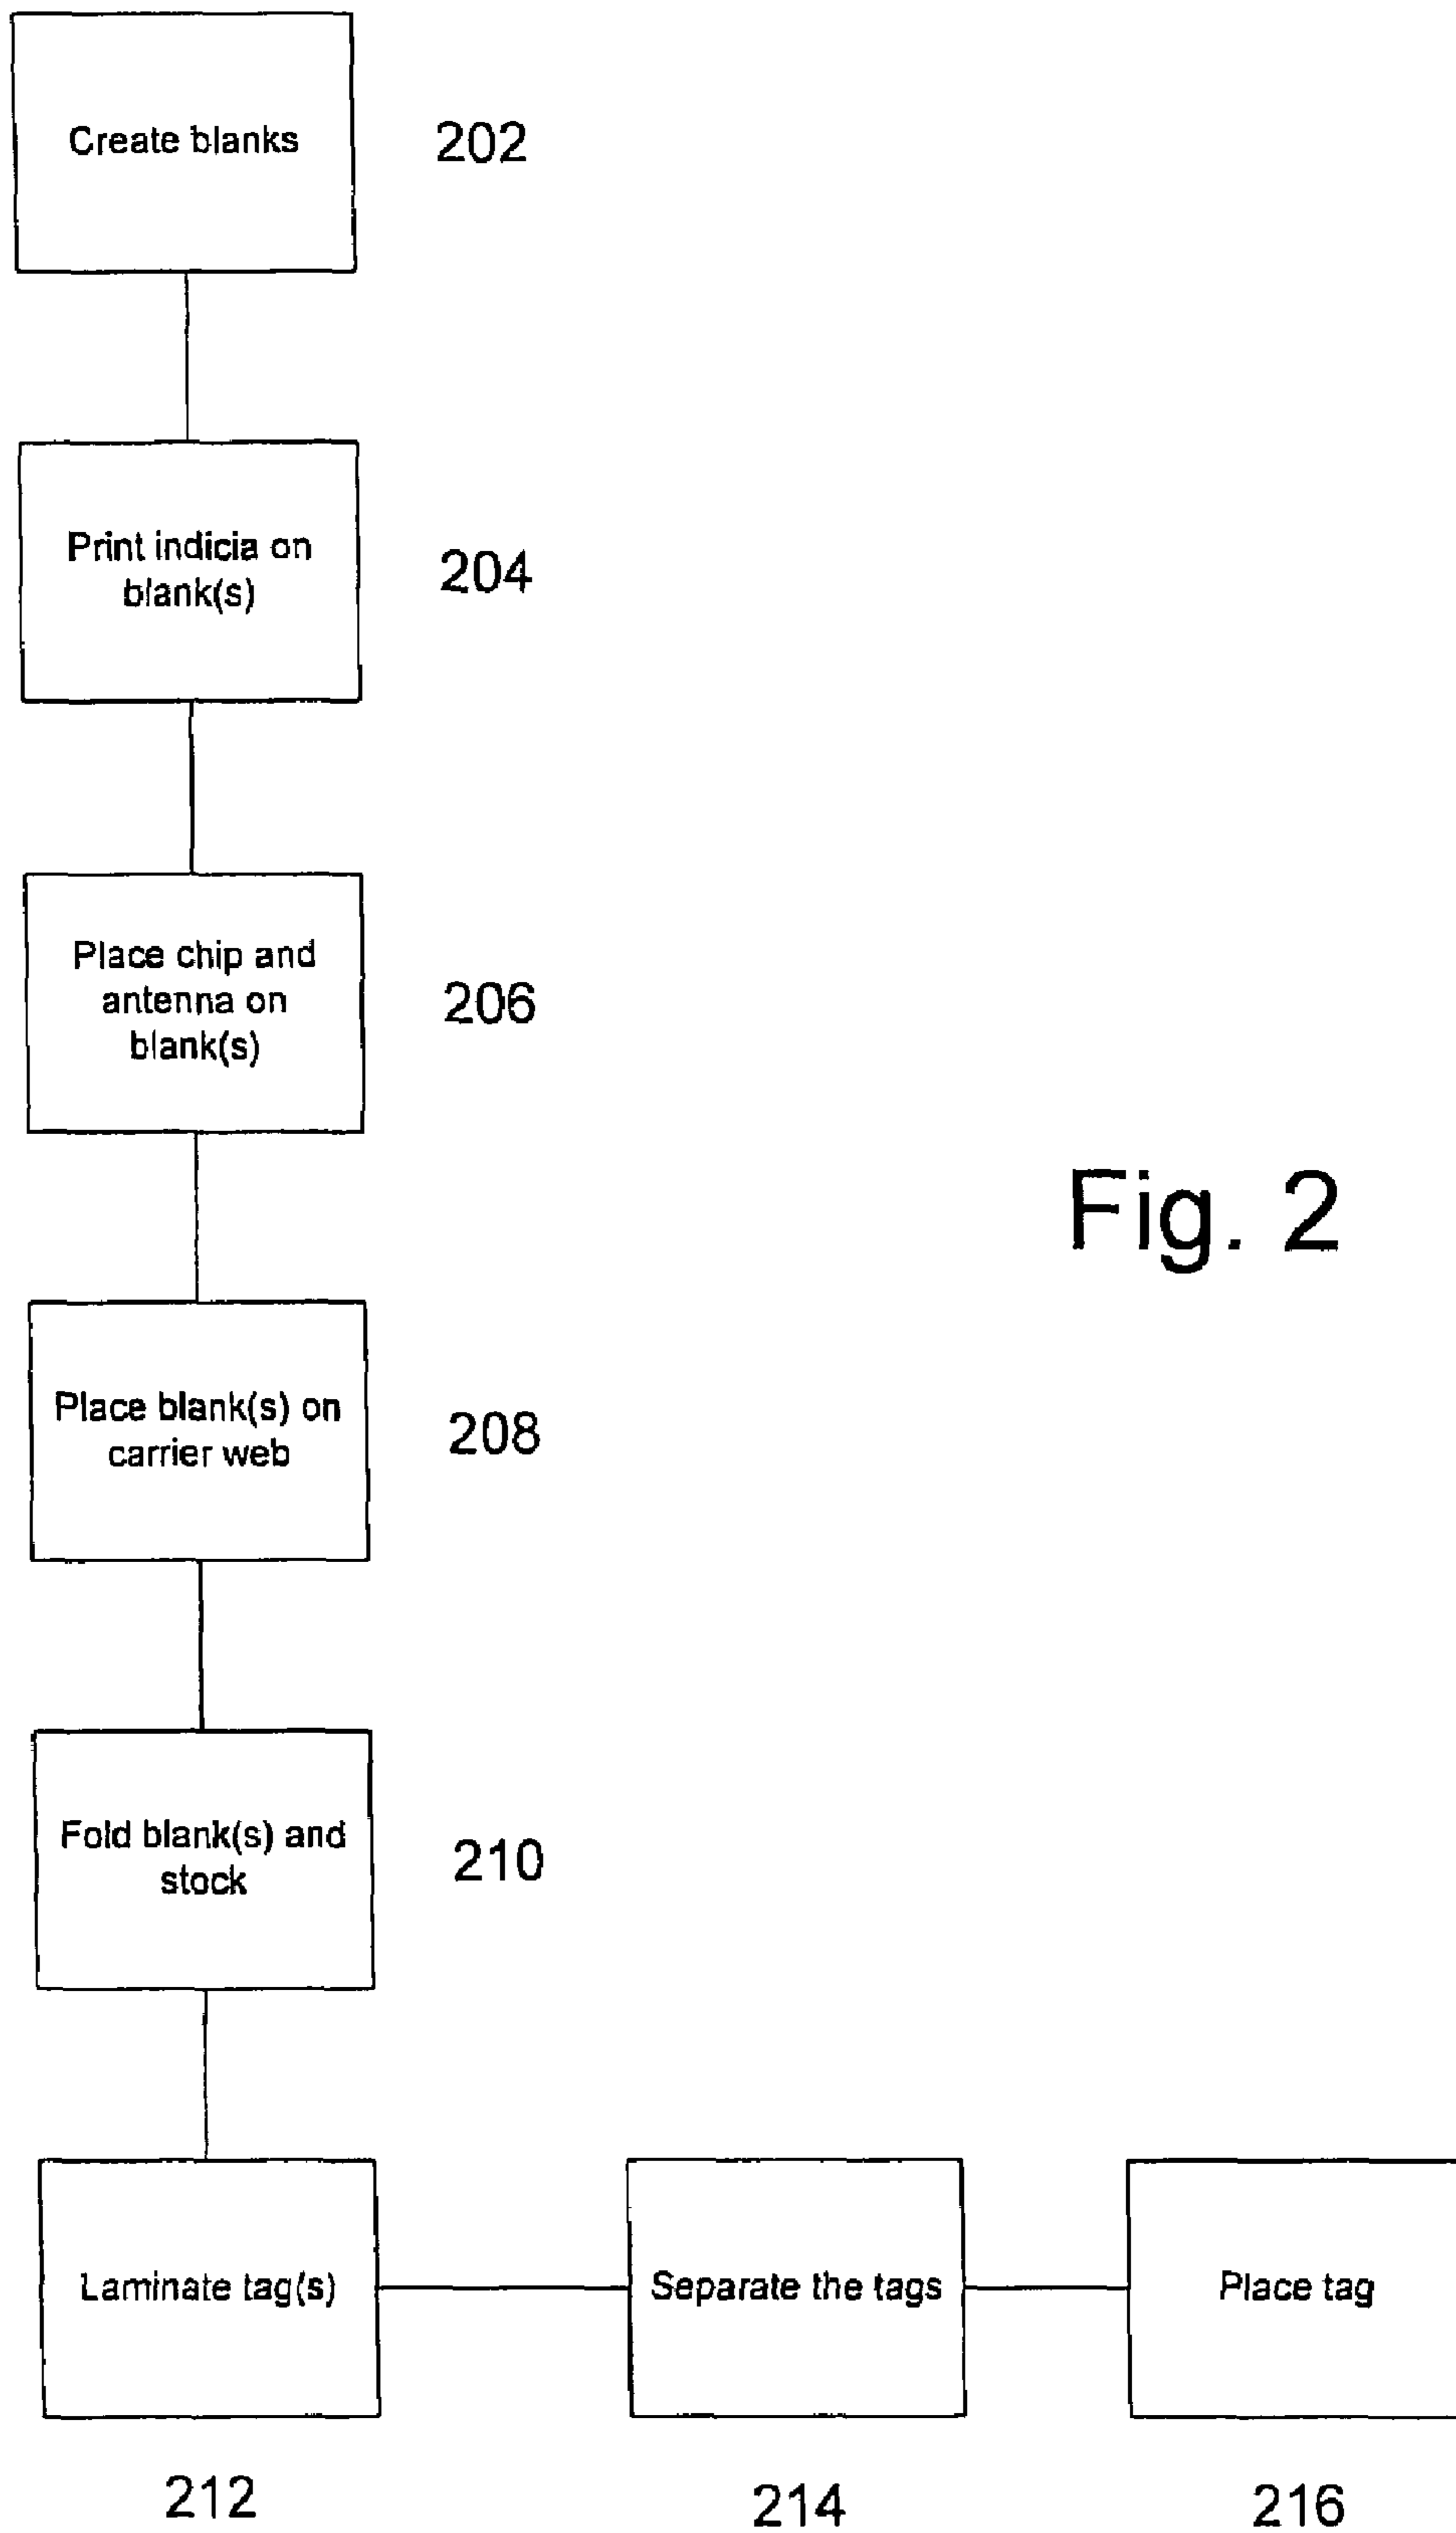 Create blanks
202
Print indicia on
blank(s)
204
Place chip and
antenna on
blank(s)
206
Fig. 2
Place blank(s) on
carrier web
208
Fold blank(s) and
stock
210
Laminate tag(s)
Separate the tags
Place tag
212
214
216